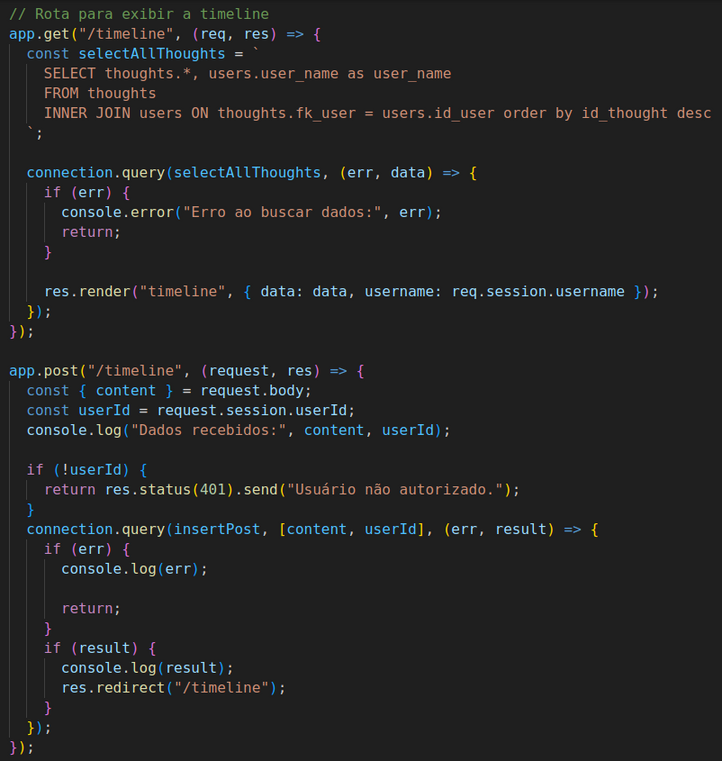 // Rota para exibir a timeline
app.get("/timeline", (req, res) => {
  const selectAllThoughts = `
    SELECT thoughts.*, users.user_name as user_name
    FROM thoughts
    INNER JOIN users ON thoughts.fk_user = users.id_user order by id_thought desc
  `;

  connection.query(selectAllThoughts, (err, data) => {
    if (err) {
      console.error("Erro ao buscar dados:", err);
      return;
    }

    res.render("timeline", { data: data, username: req.session.username });
  });
});

app.post("/timeline", (request, res) => {
  const { content } = request.body;
  const userId = request.session.userId;
  console.log("Dados recebidos:", content, userId);

  if (!userId) {
    return res.status(401).send("Usuário não autorizado.");
  }
  connection.query(insertPost, [content, userId], (err, result) => {
    if (err) {
      console.log(err);

      return;
    }
    if (result) {
      console.log(result);
      res.redirect("/timeline");
    }
  });
});